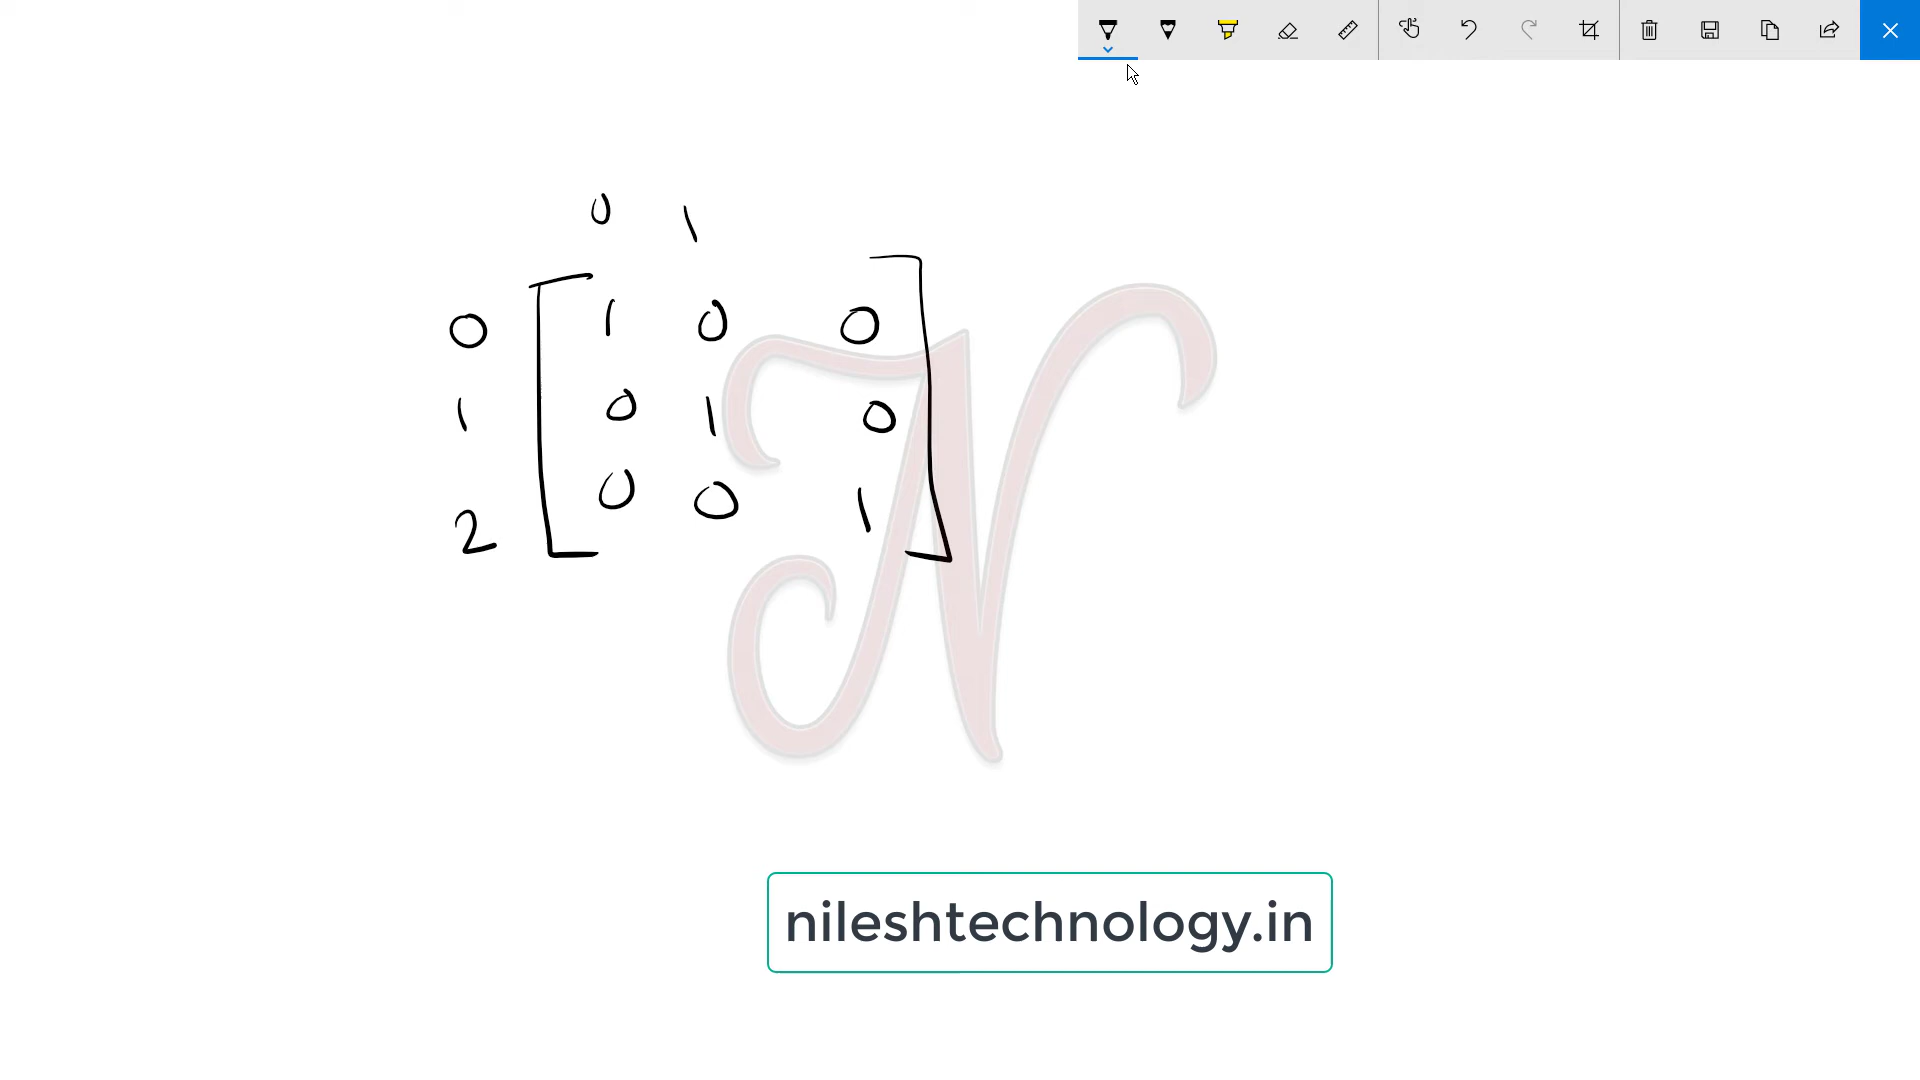 0 1
0 1 0 0
1 0 1 0
2 0 0 1
N
nileshtechnology.in